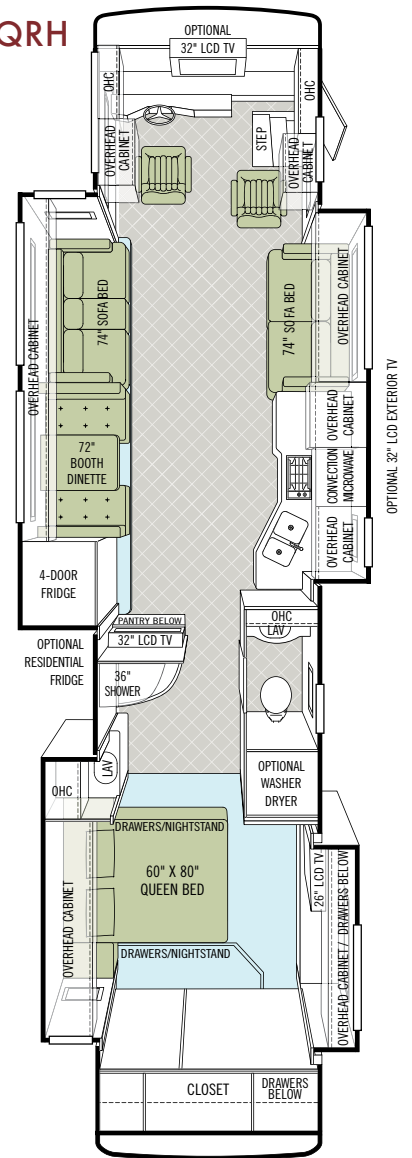 QRH
OPTIONAL
32" LCD TV
OHC
OHC
OVERHEAD
CABINET
STEP
OVERHEAD
CABINET
OVERHEAD CABINET
74" SOFA BED
74" SOFA BED
OVERHEAD CABINET
72"
BOOTH
DINETTE
OVERHEAD
CABINET
CONVECTION
MICROWAVE
OVERHEAD
CABINET
OPTIONAL 32" LCD EXTERIOR TV
4-DOOR
FRIDGE
OPTIONAL
RESIDENTIAL
FRIDGE
PANTRY BELOW
32" LCD TV
36"
SHOWER
OHC
LAV
OPTIONAL
WASHER
DRYER
LAV
OHC
DRAWERS/NIGHTSTAND
60" X 80"
QUEEN BED
OVERHEAD CABINET
DRAWERS/NIGHTSTAND
26" LCD TV
OVERHEAD CABINET/ DRAWERS BELOW
CLOSET
DRAWERS
BELOW